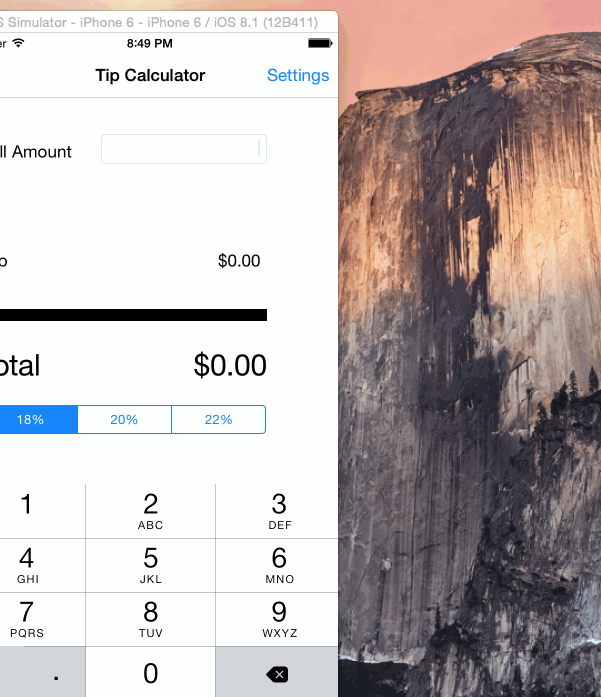 S Simulator - iPhone 6 - iPhone 6 / iOS 8.1 (12B411)
er 8:49 PM
Tip Calculator Settings
ll Amount
p $0.00
otal $0.00
18% 20% 22%
1 2 3
ABC DEF
4 5 6
GHI JKL MNO
7 8 9
PQRS TUV WXYZ
. 0